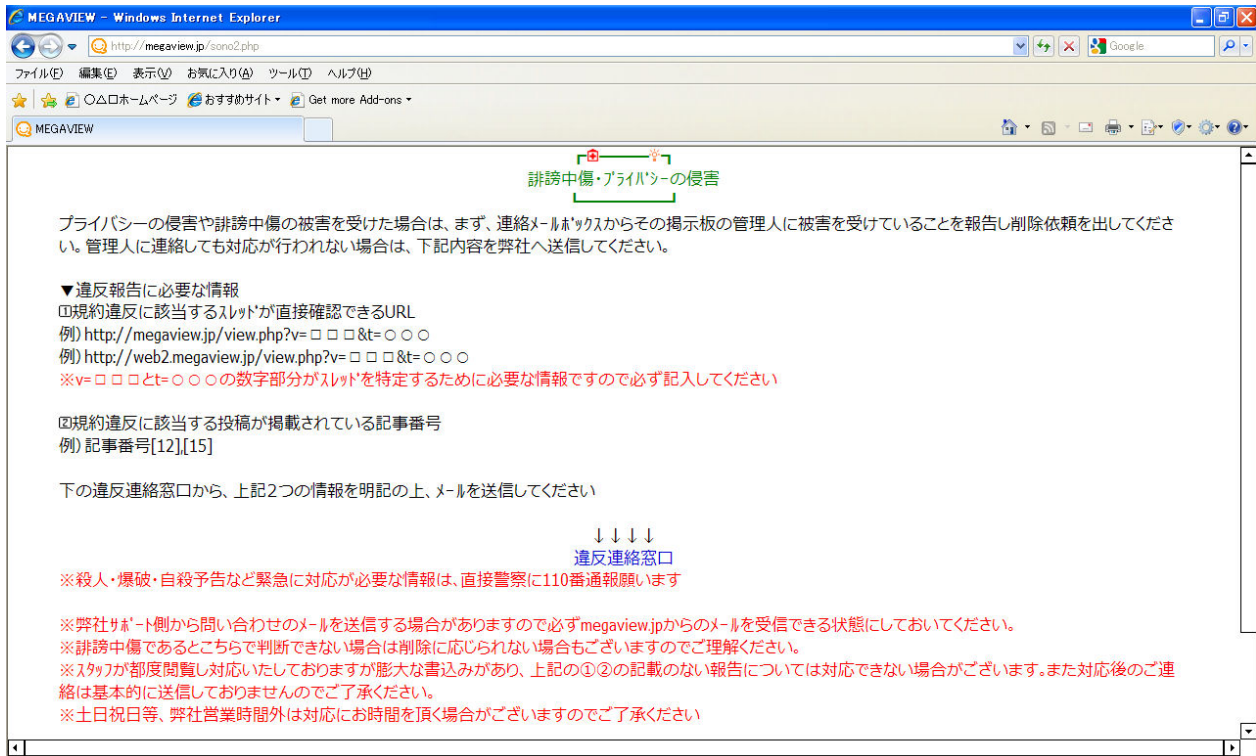 MEGAVIEW - Windows Internet Explorer
http://megaview.jp/sono2.php
Google
ファイル(F) 編集(E) 表示(V) お気に入り(A) ツール(T) ヘルプ(H)
○△□ホームページ おすすめサイト Get more Add-ons
MEGAVIEW
誹謗中傷・ﾌﾟﾗｲﾊﾞｼｰの侵害
プライバシーの侵害や誹謗中傷の被害を受けた場合は、まず、連絡ﾒｰﾙﾎﾞｯｸｽからその掲示板の管理人に被害を受けていることを報告し削除依頼を出してくださ
い。管理人に連絡しても対応が行われない場合は、下記内容を弊社へ送信してください。
▼違反報告に必要な情報
1規約違反に該当するｽﾚｯﾄﾞが直接確認できるURL
例）http://megaview.jp/view.php?v=□□□&t=○○○
例）http://web2.megaview.jp/view.php?v=□□□&t=○○○
※v=□□□とt=○○○の数字部分がｽﾚｯﾄﾞを特定するために必要な情報ですので必ず記入してください
2規約違反に該当する投稿が掲載されている記事番号
例）記事番号[12],[15]
下の違反連絡窓口から、上記２つの情報を明記の上、ﾒｰﾙを送信してください
↓↓↓↓
違反連絡窓口
※殺人・爆破・自殺予告など緊急に対応が必要な情報は、直接警察に110番通報願います
※弊社ｻﾎﾟｰﾄ側から問い合わせのﾒｰﾙを送信する場合がありますので必ずmegaview.jpからのﾒｰﾙを受信できる状態にしておいてください。
※誹謗中傷であるとこちらで判断できない場合は削除に応じられない場合もございますのでご理解ください。
※ｽﾀｯﾌが都度閲覧し対応いたしておりますが膨大な書込みがあり、上記の①②の記載のない報告については対応できない場合がございます。また対応後のご連
絡は基本的に送信しておりませんのでご了承ください。
※土日祝日等、弊社営業時間外は対応にお時間を頂く場合がございますのでご了承ください